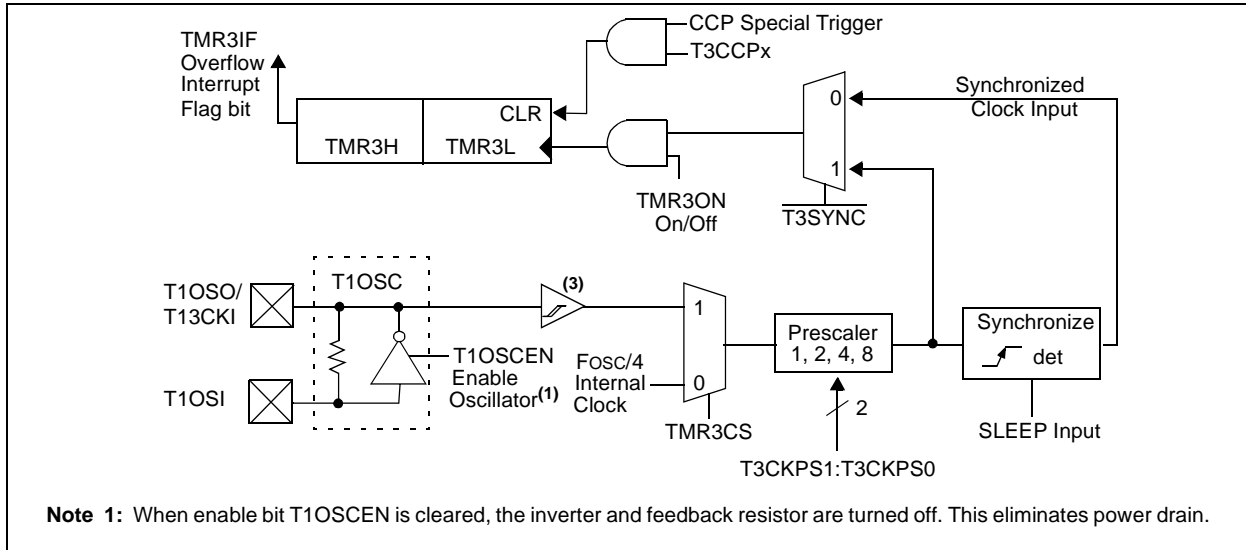 CCP Special Trigger
T3CCPx
TMR3IF
Overflow
Interrupt
Flag bit
CLR
TMR3H
TMR3L
TMR3ON
On/Off
0
1
T3SYNC
Synchronized
Clock Input
T1OSO/
T13CKI
T1OSI
T1OSC
T1OSCEN
Enable
Oscillator(1)
(3)
FOSC/4
Internal
Clock
1
0
TMR3CS
Prescaler
1, 2, 4, 8
2
T3CKPS1:T3CKPS0
Synchronize
det
SLEEP Input
Note 1: When enable bit T1OSCEN is cleared, the inverter and feedback resistor are turned off. This eliminates power drain.